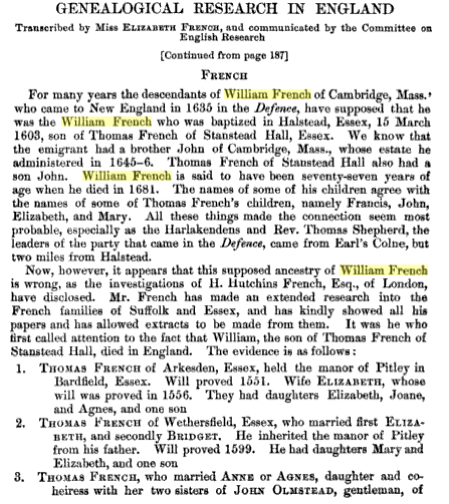 GENEALOGICAL RESEARCH IN ENGLAND
Transcribed by Miss ELIZABETH FRENCH, and communicated by the Committee on
English Research
[Continued from page 187]
FRENCH
For many years the descendants of William French of Cambridge, Mass.'
who came to New England in 1635 in the Defence, have supposed that he
was the William French who was baptized in Halstead, Essex, 15 March
1603, son of Thomas French of Stanstead Hall, Essex. We know that
the emigrant had a brother John of Cambridge, Mass., whose estate he
administered in 1645-6. Thomas French of Stanstead Hall also had a
son John. William French is said to have been seventy-seven years of
age when he died in 1681. The names of some of his children agree with
the names of some of Thomas French's children, namely Francis, John,
Elizabeth, and Mary. All these things made the connection seem most
probable, especially as the Harlakendens and Rev. Thomas Shepherd, the
leaders of the party that came in the Defence, came from Earl's Colne, but
two miles from Halstead.
Now, however, it appears that this supposed ancestry of William French
is wrong, as the investigations of H. Hutchins French, Esq., of London,
have disclosed. Mr. French has made an extended research into the
French families of Suffolk and Essex, and has kindly showed all his
papers and has allowed extracts to be made from them. It was he who
first called attention to the fact that William, the son of Thomas French of
Stanstead Hall, died in England. The evidence is as follows:
1. THOMAS FRENCH of Arkesden, Essex, held the manor of Pitley in
Bardfield, Essex. Will proved 1551. Wife ELIZABETH, whose
will was proved in 1556. They had daughters Elizabeth, Joane,
and Agnes, and one son
2. THOMAS FRENCH of Wethersfield, Essex, who married first ELIZA-
BETH, and secondly BRIDGET. He inherited the manor of Pitley
from his father. Will proved 1599. He had daughters Mary and
Elizabeth, and one son
3. THOMAS FRENCH, who married ANNE or AGNES, daughter and co-
heiress with her two sisters of JOHN OLMSTEAD, gentleman, of